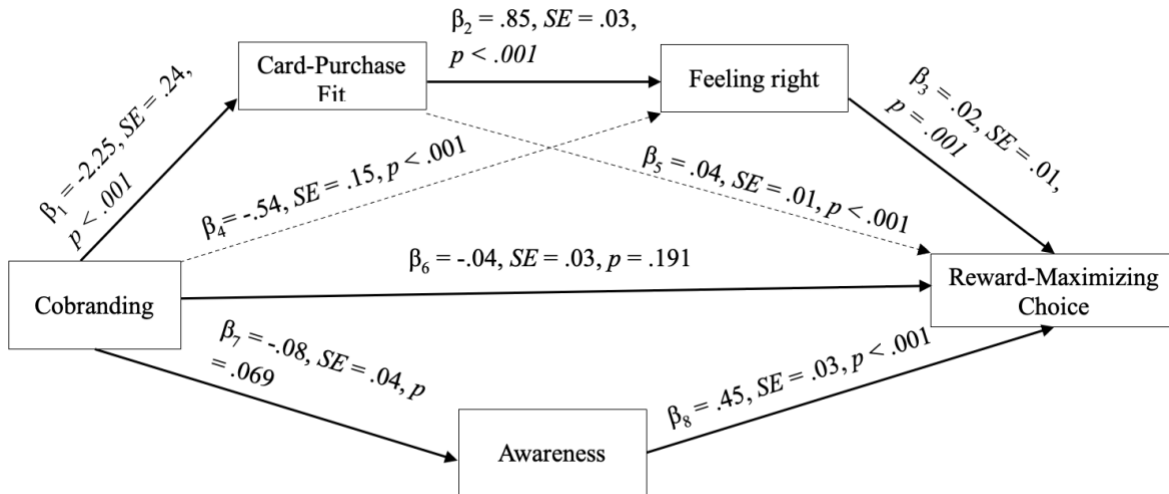 β₂ = .85, SE = .03,
p < .001
Card-Purchase
Fit
Feeling right
β₁ = -2.25, SE = .24,
p < .001
β₃ = .02, SE = .01,
p = .001
β₄= -.54, SE = .15, p < .001
β₅ = .04, SE = .01, p < .001
β₆ = -.04, SE = .03, p = .191
Cobranding
Reward-Maximizing
Choice
β₇ = -.08, SE = .04, p
= .069
β₈ = .45, SE = .03, p < .001
Awareness